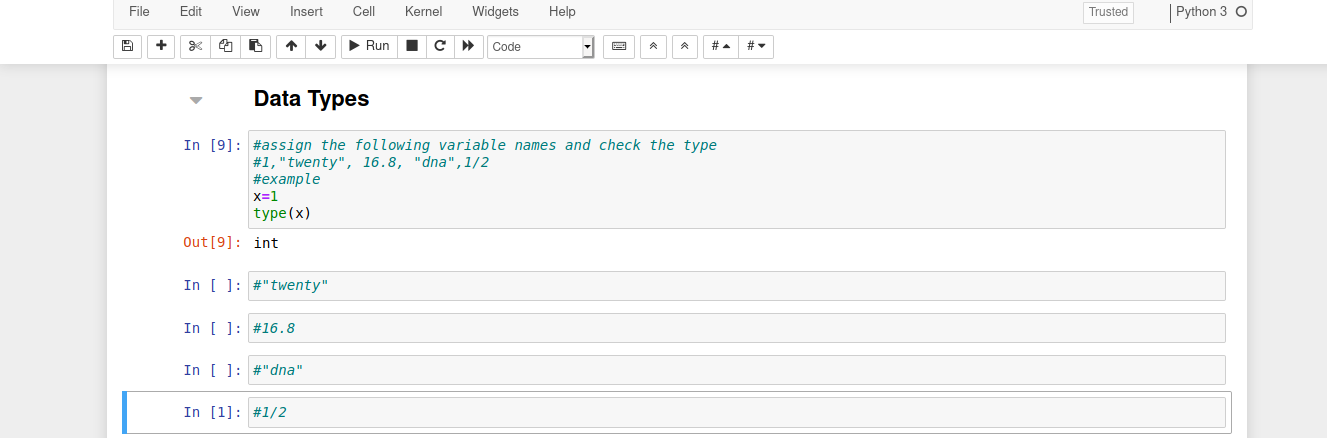 File Edit View Insert Cell Kernel Widgets Help Trusted Python 3
Run Code # #
Data Types
In [9]: #assign the following variable names and check the type
#1,"twenty", 16.8, "dna",1/2
#example
x=1
type(x)
Out[9]: int
In [ ]: #"twenty"
In [ ]: #16.8
In [ ]: #"dna"
In [1]: #1/2